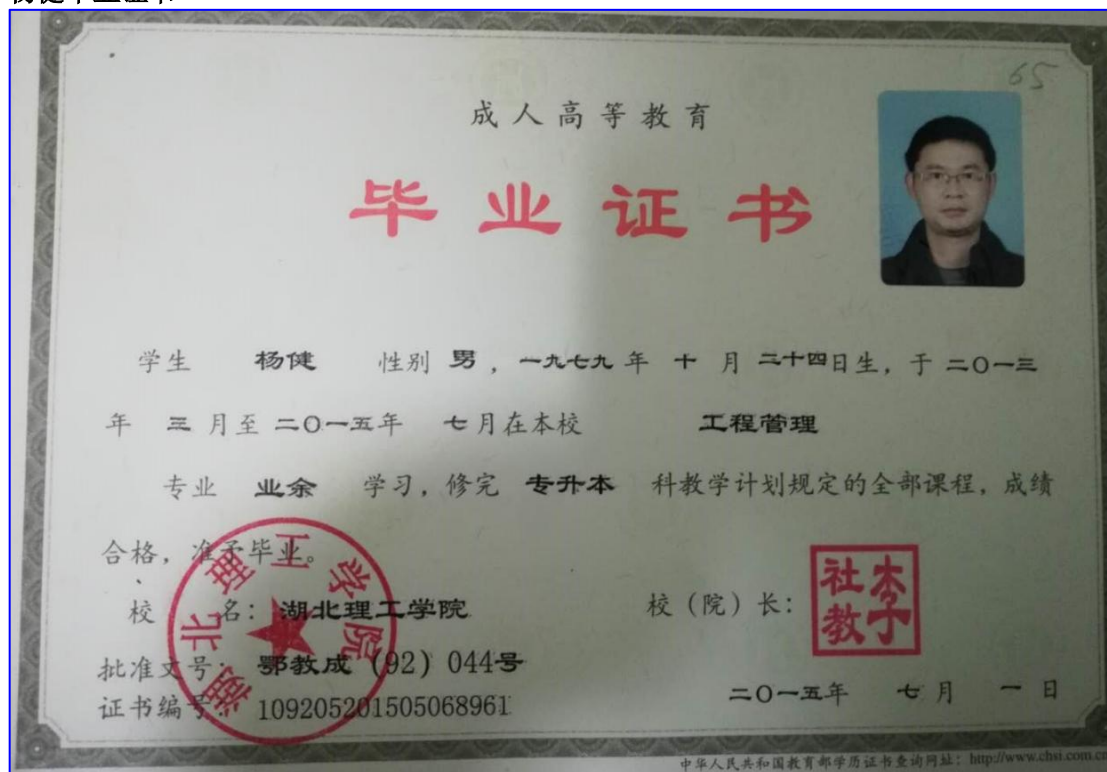 65
成人高等教育
毕业证书
学生 杨健 性别 男，一九七九年 十 月 二十四日生，于 二〇一三
年 三 月至 二〇一五年 七月在本校 工程管理
专业 业余 学习，修完 专升本 科教学计划规定的全部课程，成绩
合格，准予毕业。
校 名：湖北理工学院 校（院）长：
李社教
湖北理工学院
批准文号：鄂教成（92）044号
证书编号：109205201505068961
二〇一五年 七月 一日
中华人民共和国教育部学历证书查询网址：http://www.chsi.com.cn